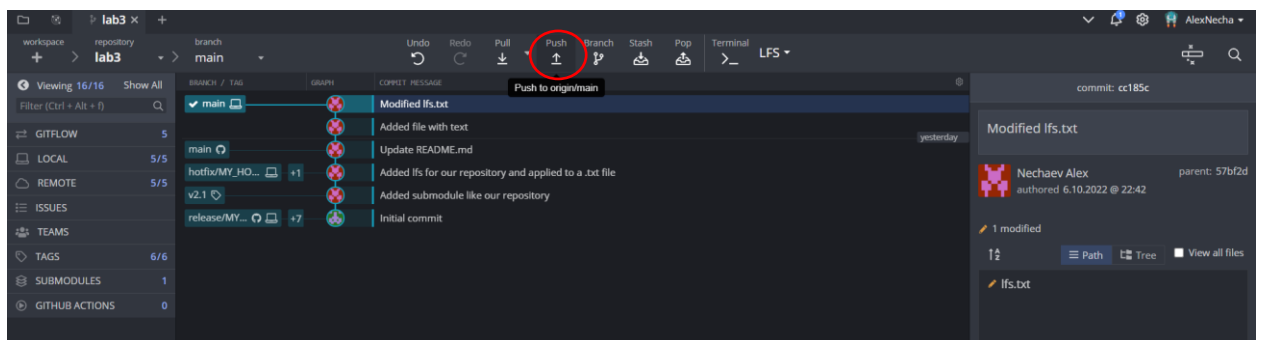 lab3 × +
AlexNecha
workspace repository branch Undo Redo Pull Push Branch Stash Pop Terminal
lab3 main LFS
Viewing 16/16 Show All
BRANCH / TAG GRAPH COMMIT MESSAGE
Push to origin/main
commit: cc185c
Filter (Ctrl + Alt + f)
main Modified lfs.txt
Added file with text
yesterday
main Update README.md
hotfix/MY_HO... +1 Added lfs for our repository and applied to a .txt file
v2.1 Added submodule like our repository
release/MY... +7 Initial commit
GITFLOW 5
LOCAL 5/5
REMOTE 5/5
ISSUES
TEAMS
TAGS 6/6
SUBMODULES 1
GITHUB ACTIONS 0
Modified lfs.txt
Nechaev Alex parent: 57bf2d
authored 6.10.2022 @ 22:42
1 modified
Path Tree View all files
lfs.txt